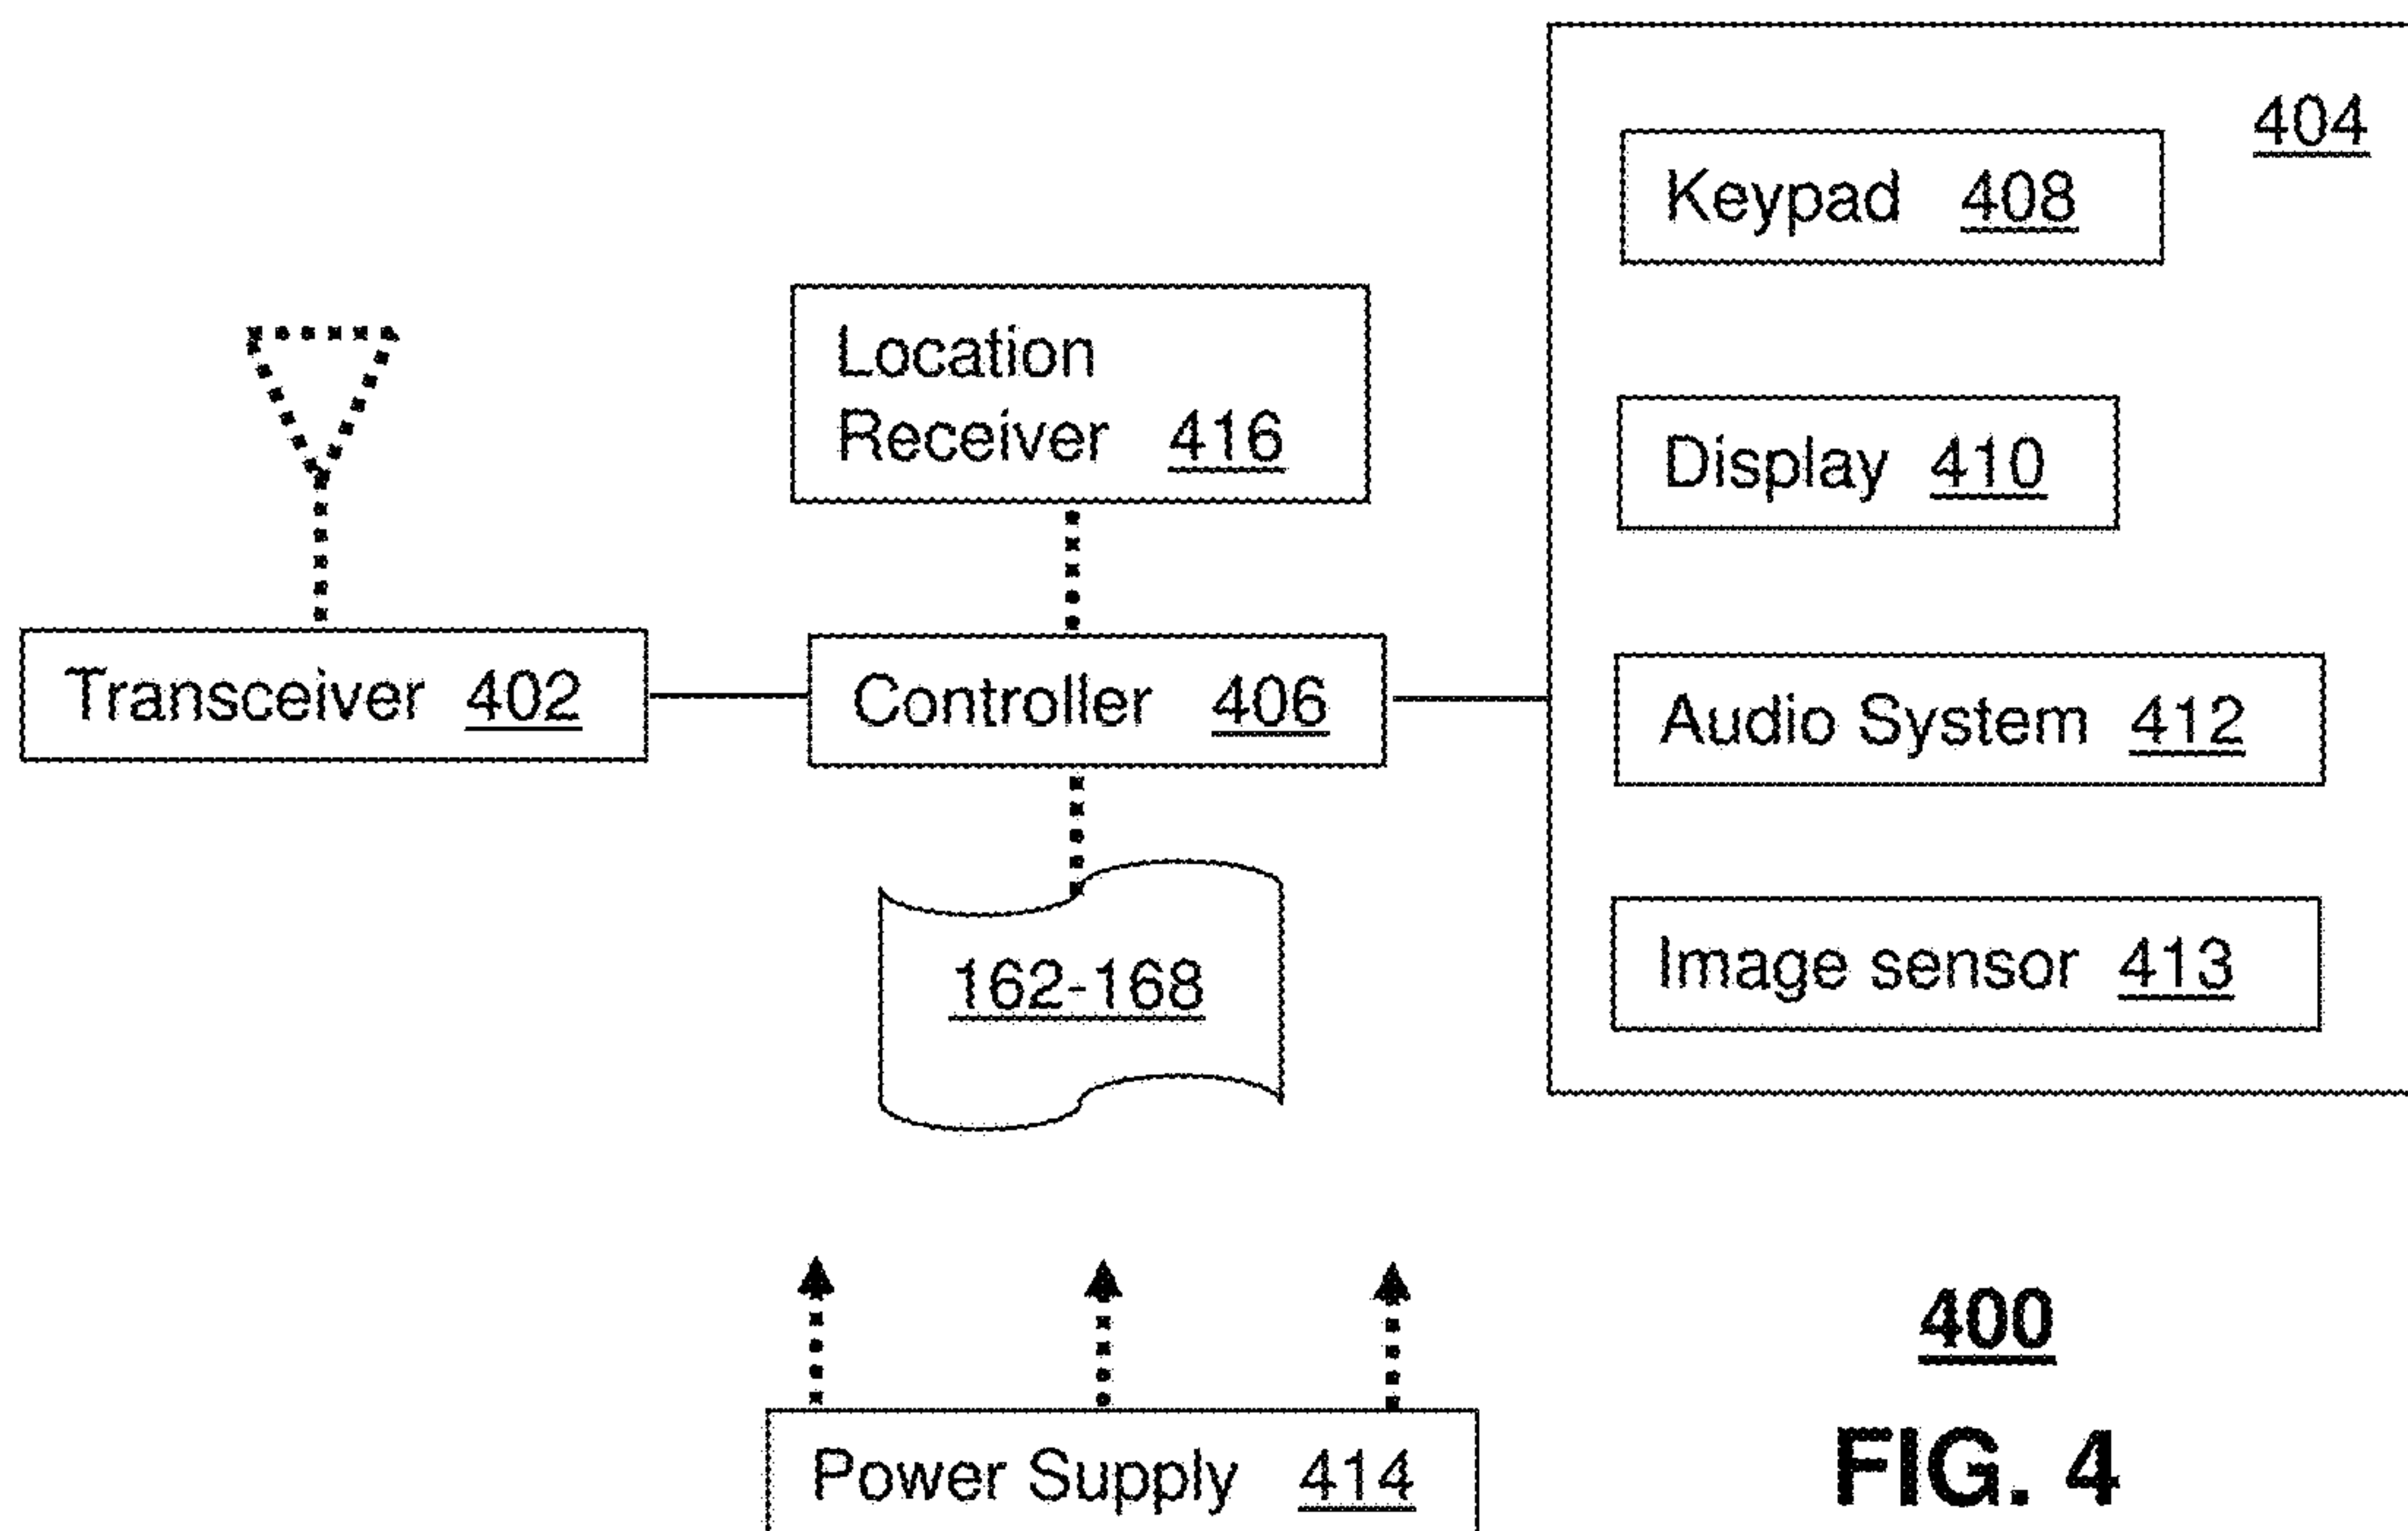 404
Keypad 408
Location
Receiver 416
Display 410
Transceiver 402
Controller 406
Audio System 412
Image sensor 413
162-168
400
Power Supply 414
FIG. 4